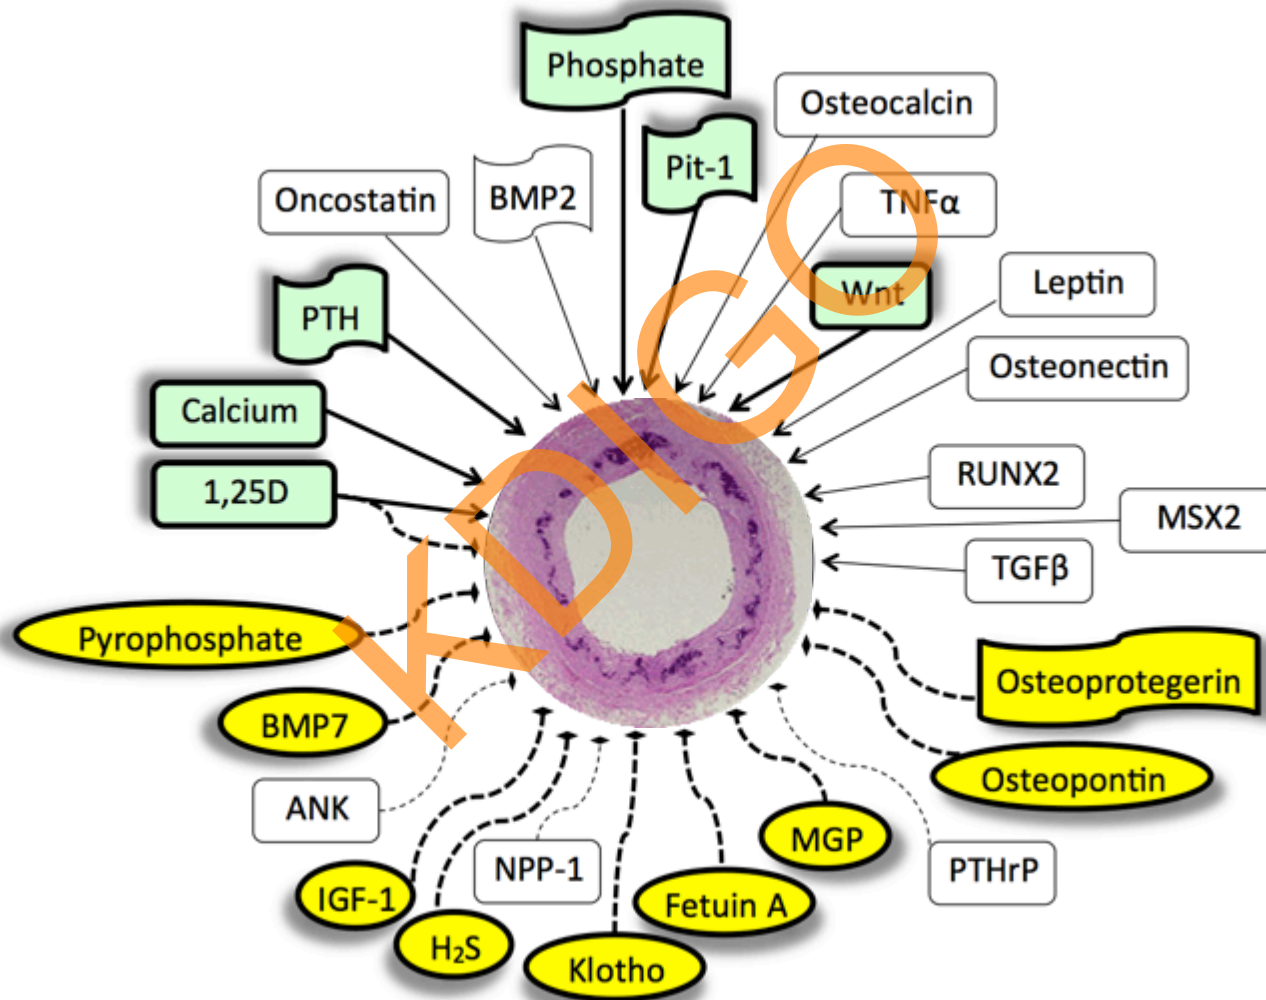 Phosphate
Osteocalcin
Pit-1
BMP2
Oncostatin
TNFα
PTH
Wnt
Leptin
Osteonectin
Calcium
1,25D
RUNX2
MSX2
TGFβ
Pyrophosphate
BMP7
Osteoprotegerin
Osteopontin
ANK
NPP-1
MGP
PTHrP
IGF-1
Fetuin A
H₂S
Klotho
KDIGO